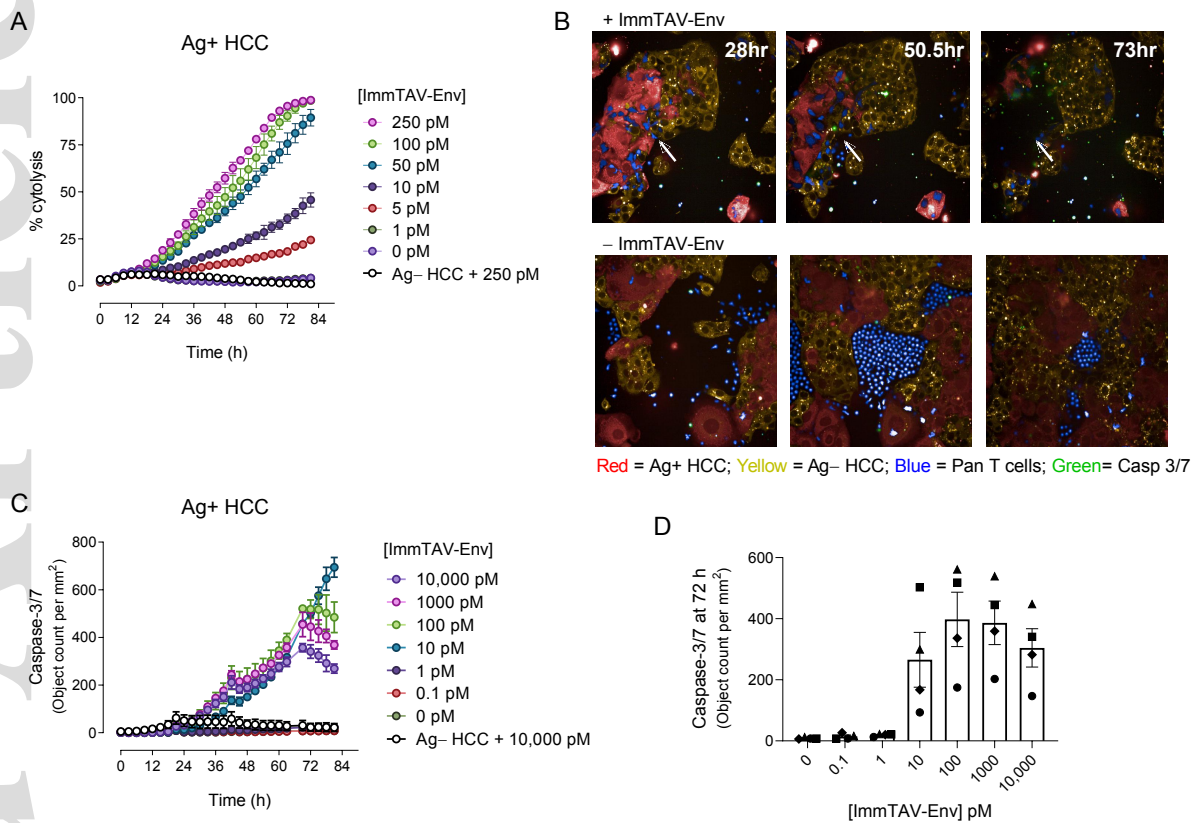 A
Ag+ HCC
% cytolysis
100
75
50
25
0
0 12 24 36 48 60 72 84
Time (h)
[ImmTAV-Env]
250 pM
100 pM
50 pM
10 pM
5 pM
1 pM
0 pM
Ag– HCC + 250 pM
B
+ ImmTAV-Env
28hr 50.5hr 73hr
– ImmTAV-Env
Red = Ag+ HCC; Yellow = Ag– HCC; Blue = Pan T cells; Green= Casp 3/7
C
Ag+ HCC
Caspase-3/7
(Object count per mm²)
800
600
400
200
0
0 12 24 36 48 60 72 84
Time (h)
[ImmTAV-Env]
10,000 pM
1000 pM
100 pM
10 pM
1 pM
0.1 pM
0 pM
Ag– HCC + 10,000 pM
D
Caspase-3/7 at 72 h
(Object count per mm²)
600
400
200
0
0 0.1 1 10 100 1000 10,000
[ImmTAV-Env] pM